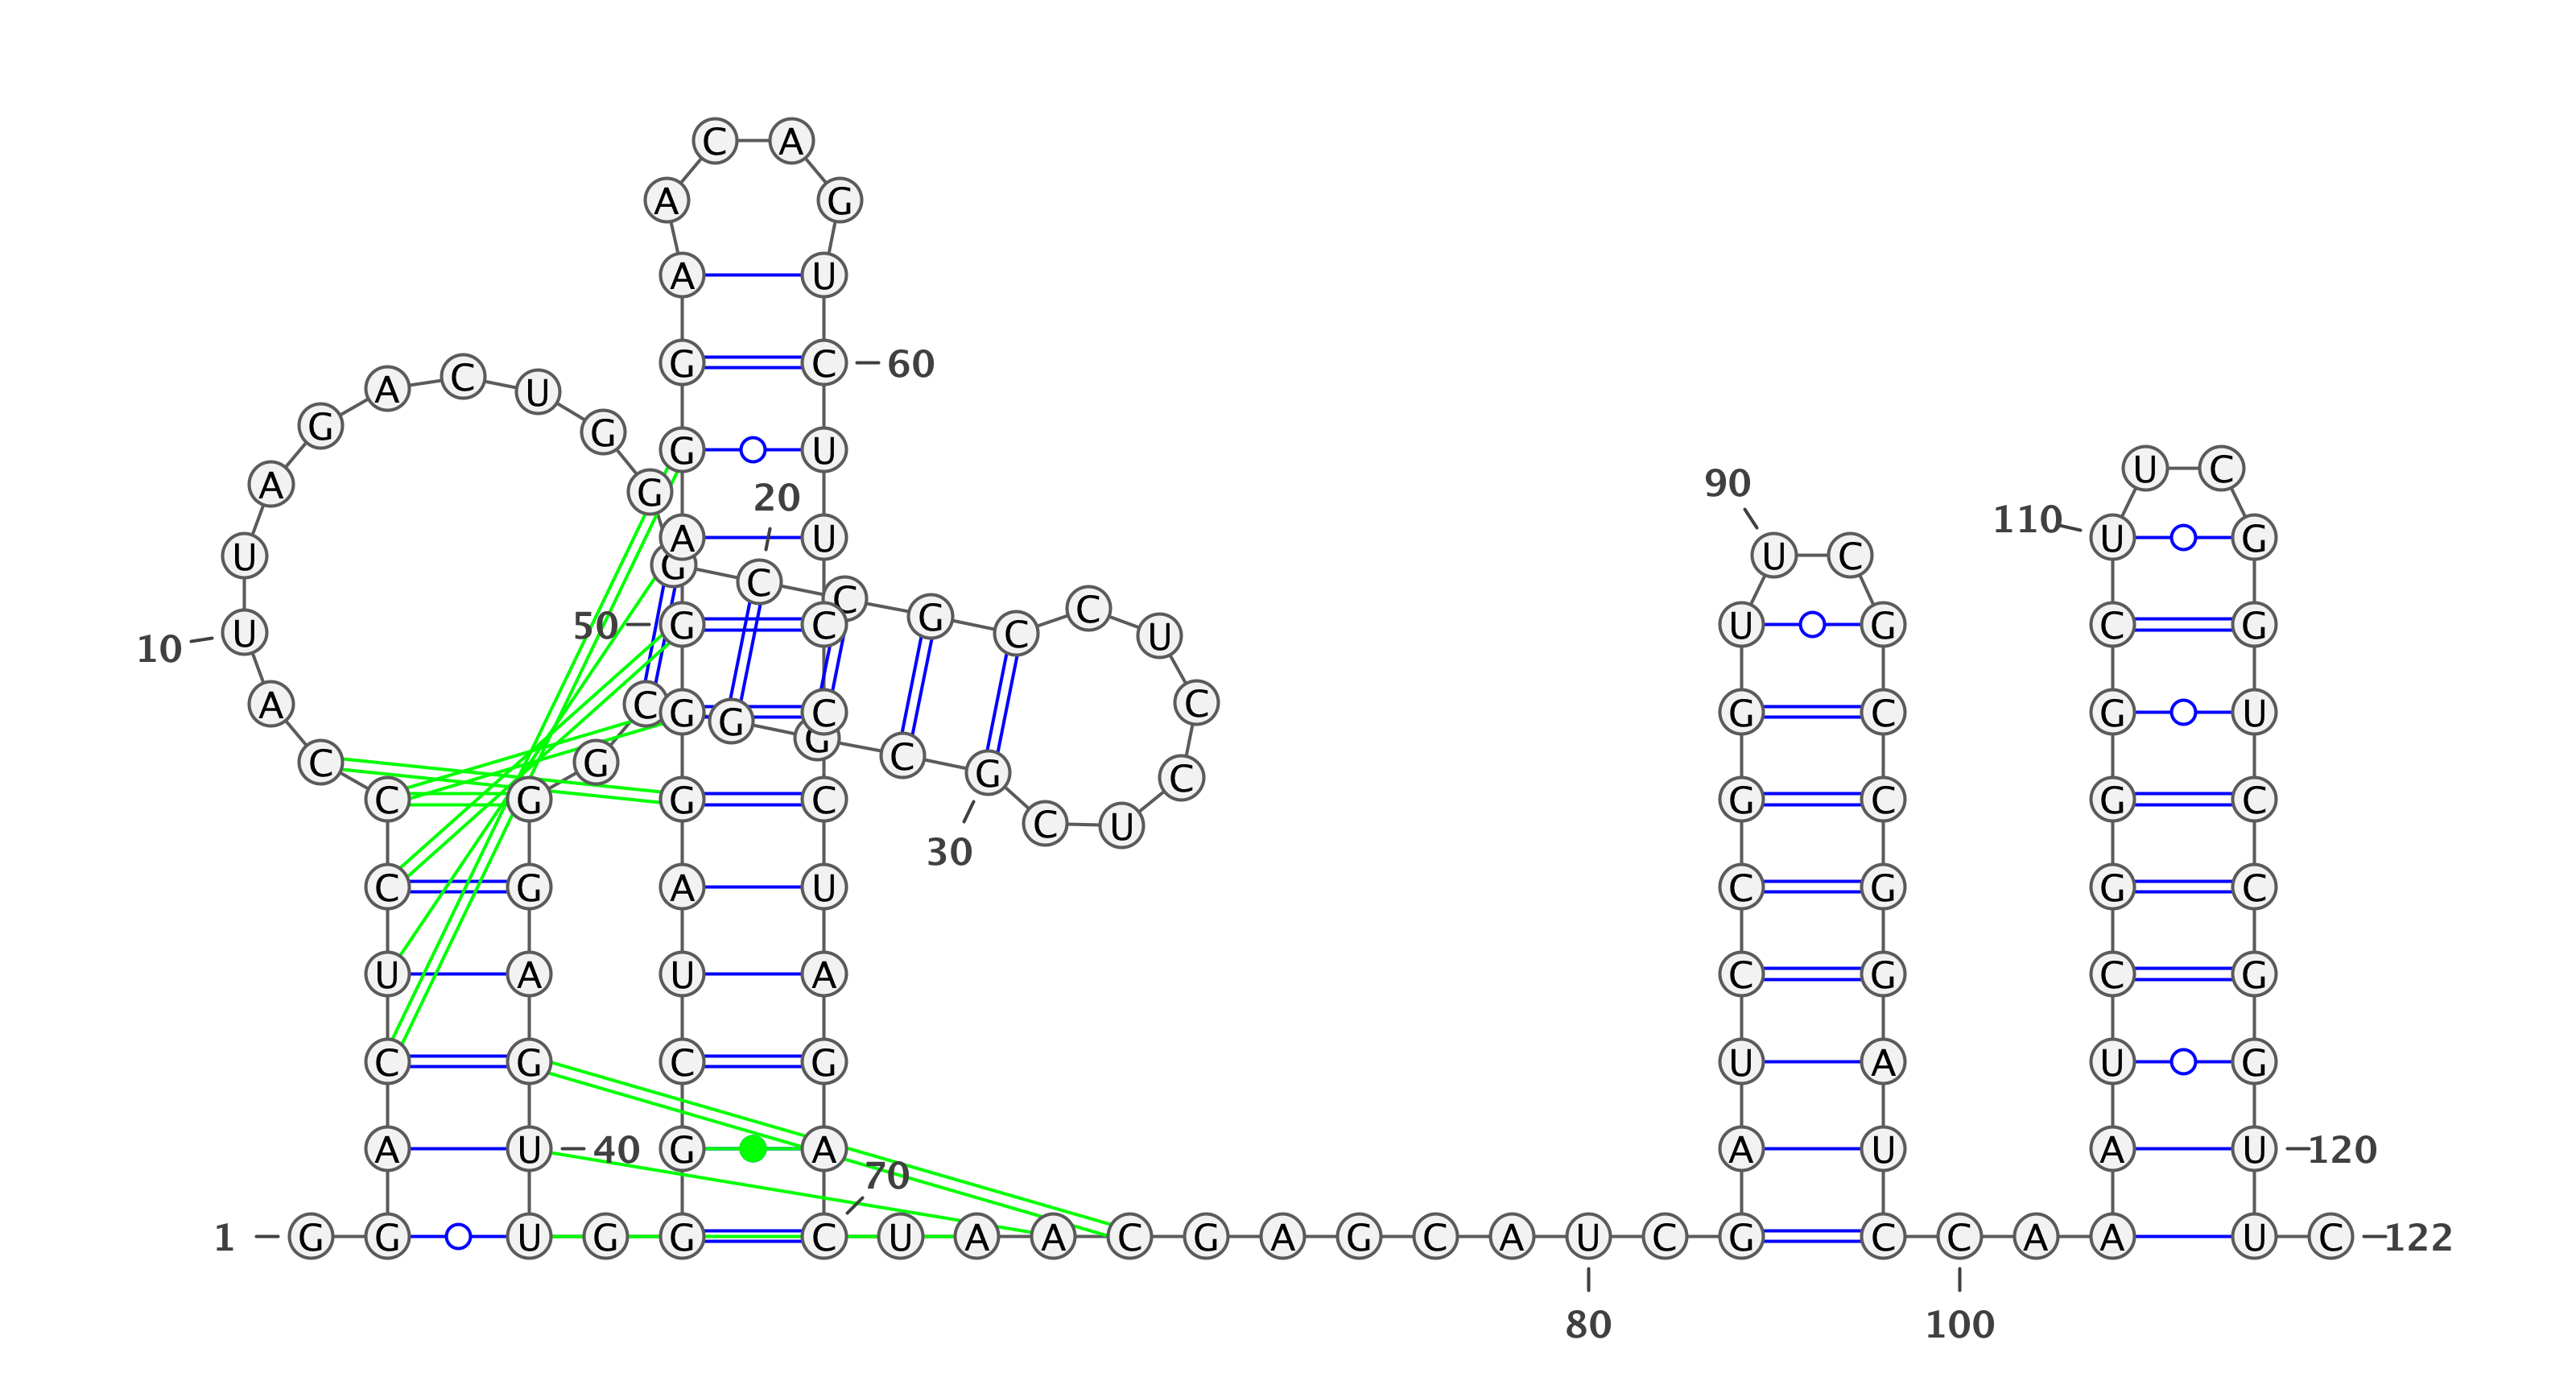 C A
A G
A U
G C 60
A C U
G G
G U
U C
A G 90
20
110
A U U G
U U C
G C
C C G
50 G C U G C G
U C U
10
A C C
G C G C G U
G
G
C G C G C
C G G C G C G C
C U
30
C G A U C G G C
U A U A C G C G
C G C G U A U G
A U 40 G A A U A U 120
70
1 G G U G G C U A A C G A G C A U C G C C A A U C 122
80 100